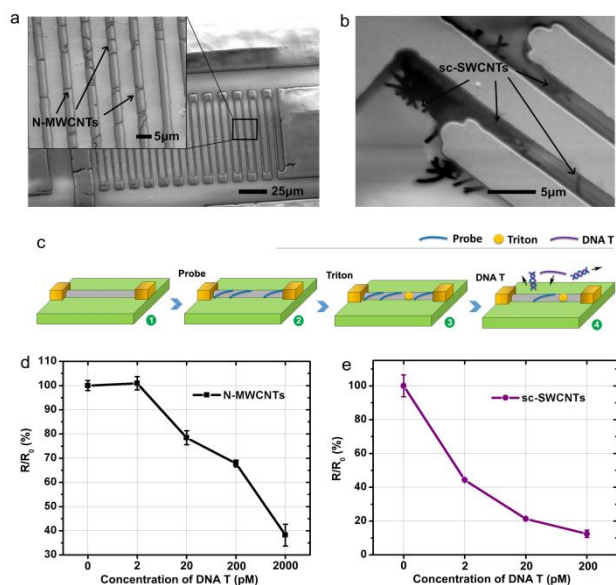 a
N-MWCNTs
5μm
25μm
b
sc-SWCNTs
5μm
c
Probe Triton DNA T
Probe
Triton
DNA T
1
2
3
4
d
R/R0 (%)
110
100
90
80
70
60
50
40
30
N-MWCNTs
0 2 20 200 2000
Concentration of DNA T (pM)
e
R/R0 (%)
120
100
80
60
40
20
0
sc-SWCNTs
0 2 20 200
Concentration of DNA T (pM)